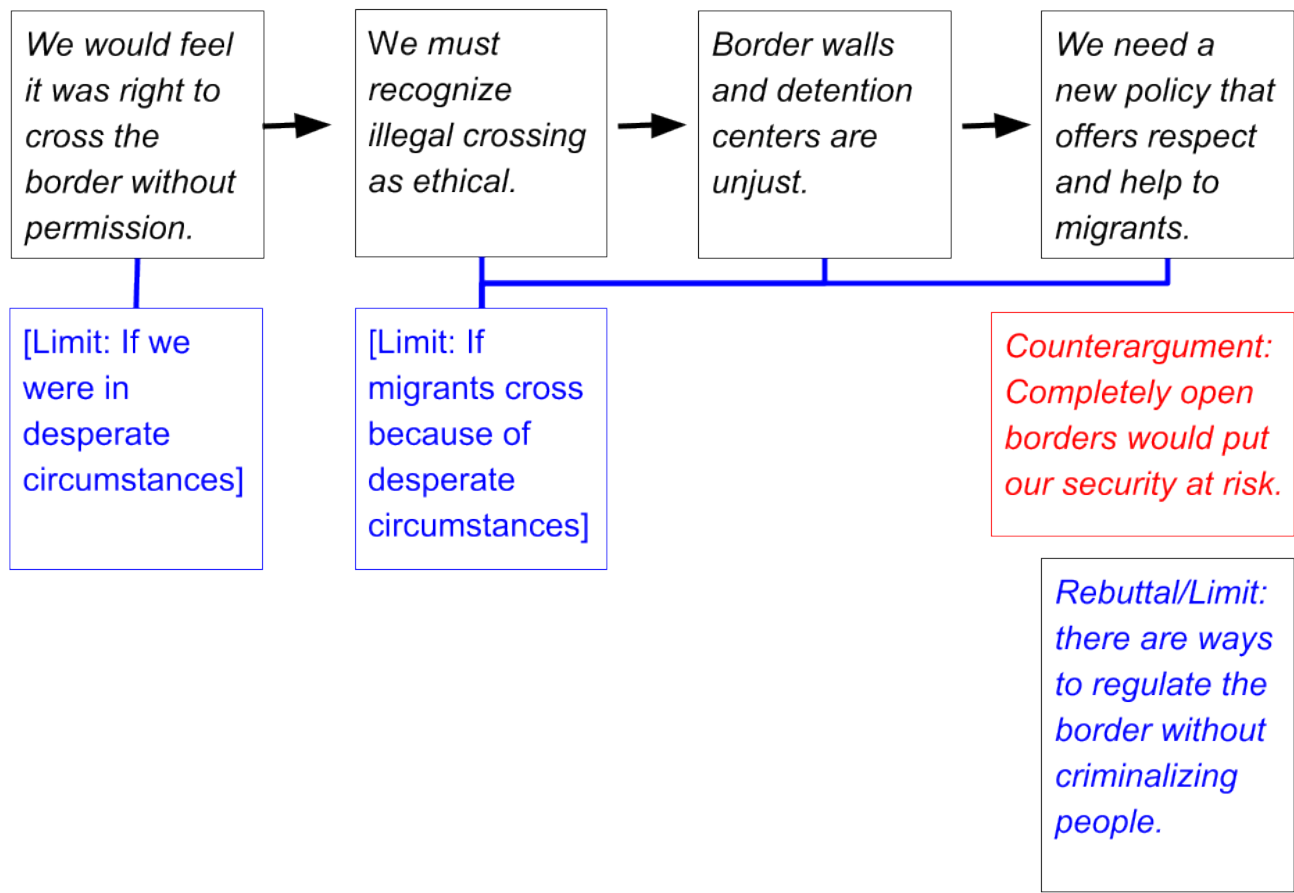 We would feel
it was right to
cross the
border without
permission.
We must
recognize
illegal crossing
as ethical.
Border walls
and detention
centers are
unjust.
We need a
new policy that
offers respect
and help to
migrants.
[Limit: If we
were in
desperate
circumstances]
[Limit: If
migrants cross
because of
desperate
circumstances]
Counterargument:
Completely open
borders would put
our security at risk.
Rebuttal/Limit:
there are ways
to regulate the
border without
criminalizing
people.